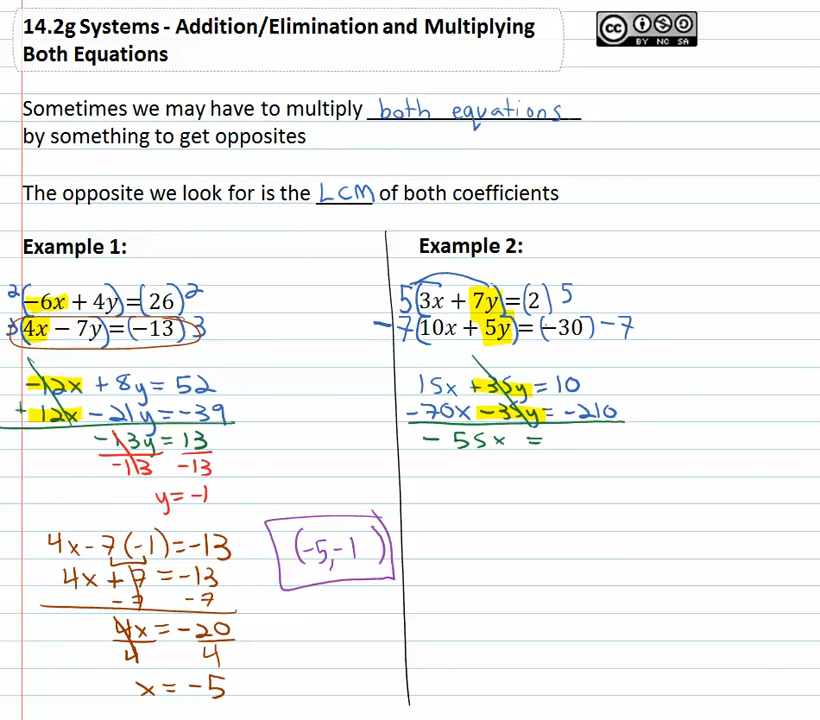 14.2g Systems - Addition/Elimination and Multiplying
Both Equations
cc BY NC SA
Sometimes we may have to multiply both equations
by something to get opposites
The opposite we look for is the LCM of both coefficients
Example 1:
2(−6x + 4y)=(26)2
3(4x − 7y)=(−13)3
-12x + 8y = 52
+ 12x - 21y = -39
-13y = 13
-13 -13
y = -1
4x - 7(-1) = -13
4x + 7 = -13
-7 -7
4x = -20
4 4
x = -5
(-5, -1)
Example 2:
5(3x + 7y)=(2)5
-7(10x + 5y)=(−30)-7
15x +35y = 10
-70x -35y = -210
-55x =